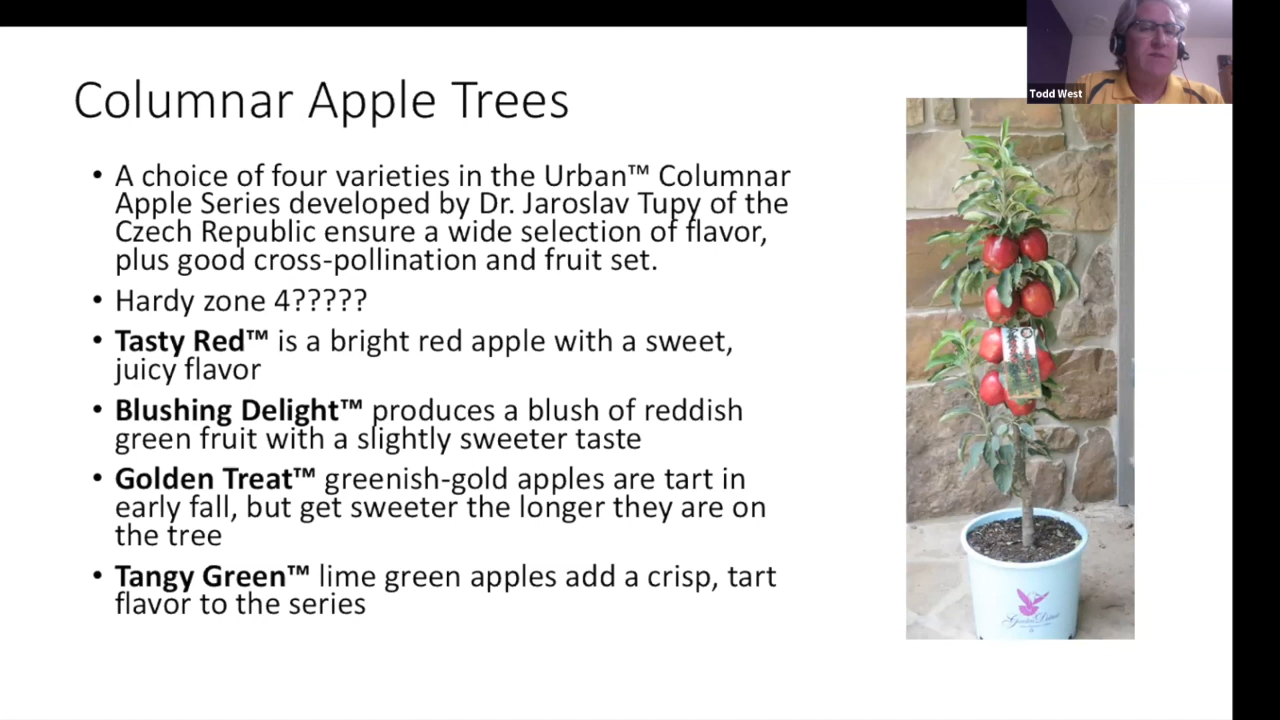 Todd West
Columnar Apple Trees
• A choice of four varieties in the Urban™ Columnar
Apple Series developed by Dr. Jaroslav Tupy of the
Czech Republic ensure a wide selection of flavor,
plus good cross-pollination and fruit set.
• Hardy zone 4?????
• Tasty Red™ is a bright red apple with a sweet,
juicy flavor
• Blushing Delight™ produces a blush of reddish
green fruit with a slightly sweeter taste
• Golden Treat™ greenish-gold apples are tart in
early fall, but get sweeter the longer they are on
the tree
• Tangy Green™ lime green apples add a crisp, tart
flavor to the series